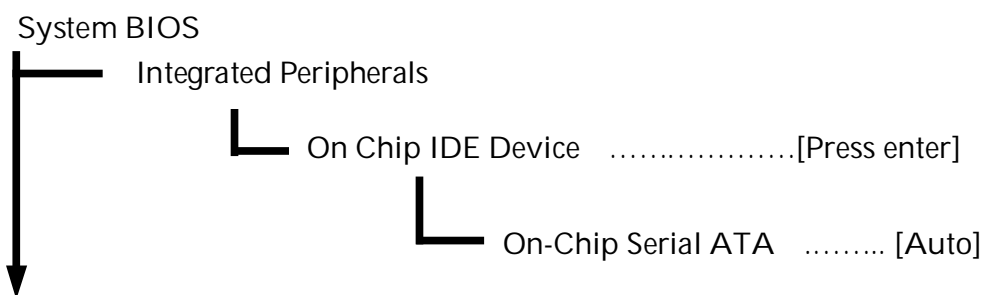 System BIOS
Integrated Peripherals
On Chip IDE Device .....................[Press enter]
On-Chip Serial ATA ......... [Auto]